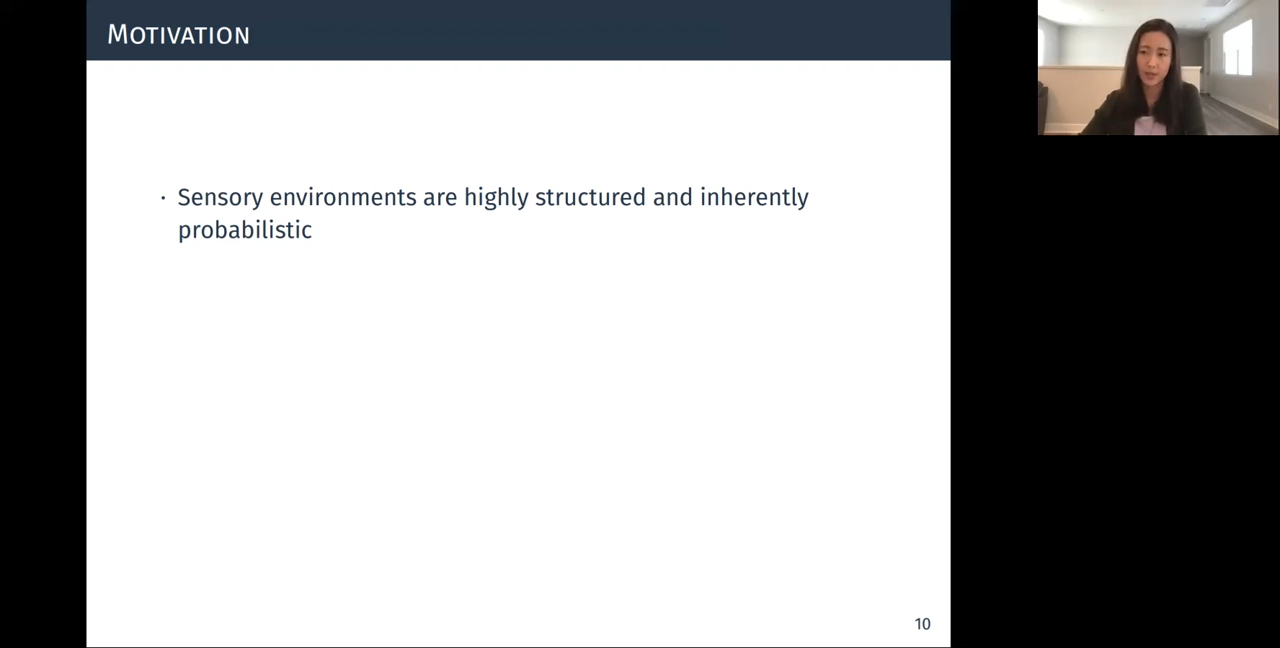 MOTIVATION
· Sensory environments are highly structured and inherently
probabilistic
10